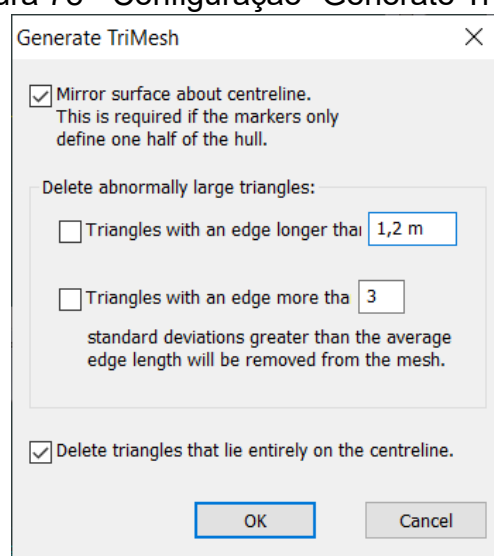 Generate TriMesh
Mirror surface about centreline.
This is required if the markers only
define one half of the hull.
Delete abnormally large triangles:
Triangles with an edge longer than 1,2 m
Triangles with an edge more tha 3
standard deviations greater than the average
edge length will be removed from the mesh.
Delete triangles that lie entirely on the centreline.
OK Cancel